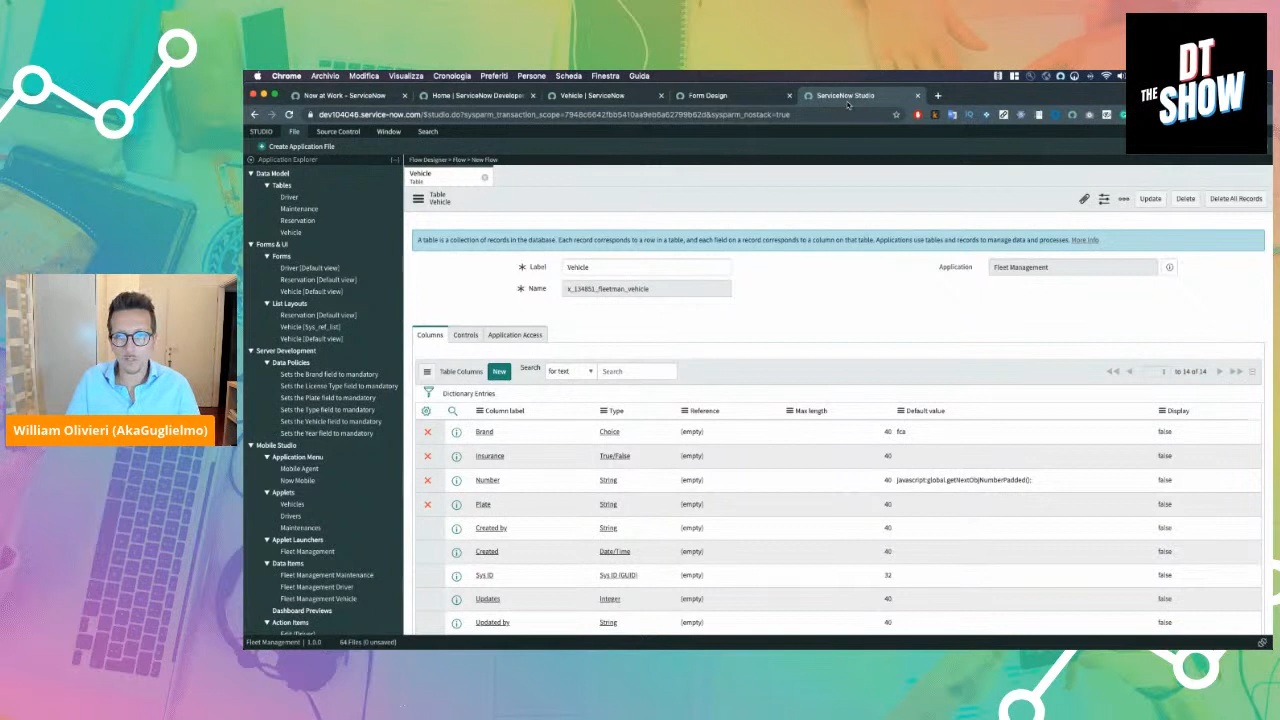 DT
THE SHOW
Chrome Archivio Modifica Visualizza Cronologia Preferiti Persone Scheda Finestra Guida
Now at Work - ServiceNow × Home | ServiceNow Develope × Vehicle | ServiceNow × Form Design × ServiceNow Studio × +
STUDIO File Source Control Window Search
Create Application File
Application Explorer
Flow Designer > Flow > New Flow
Data Model
Tables
Driver
Maintenance
Reservation
Vehicle
Forms & UI
Forms
Driver [Default view]
Reservation [Default view]
Vehicle [Default view]
List Layouts
Reservation [Default view]
Vehicle [Sys_ref_list]
Vehicle [Default view]
Server Development
Data Policies
Sets the Brand field to mandatory
Sets the License Type field to mandatory
Sets the Plate field to mandatory
Sets the Type field to mandatory
Sets the Vehicle field to mandatory
Sets the Year field to mandatory
Mobile Studio
Application Menu
Mobile Agent
Now Mobile
Applets
Vehicles
Drivers
Maintenances
Applet Launchers
Fleet Management
Data Items
Fleet Management Maintenance
Fleet Management Driver
Fleet Management Vehicle
Dashboard Previews
Action Items
Edit (Driver)
Fleet Management | 1.0.0 64 Files (0 unsaved)
Vehicle
Table
Table
Vehicle
Update Delete Delete All Records
A table is a collection of records in the database. Each record corresponds to a row in a table, and each field on a record corresponds to a column on that table. Applications use tables and records to manage data and processes. More Info
Label Vehicle Application Fleet Management
Name x_134851_fleetman_vehicle
Columns Controls Application Access
Table Columns New Search for text Search 1 to 14 of 14
Dictionary Entries
Column label Type Reference Max length Default value Display
Brand Choice (empty) 40 fca false
Insurance True/False (empty) 40 false
Number String (empty) 40 javascript:global.getNextObjNumberPadded(); false
Plate String (empty) 40 false
Created by String (empty) 40 false
Created Date/Time (empty) 40 false
Sys ID Sys ID (GUID) (empty) 32 false
Updates Integer (empty) 40 false
Updated by String (empty) 40 false
William Olivieri (AkaGuglielmo)